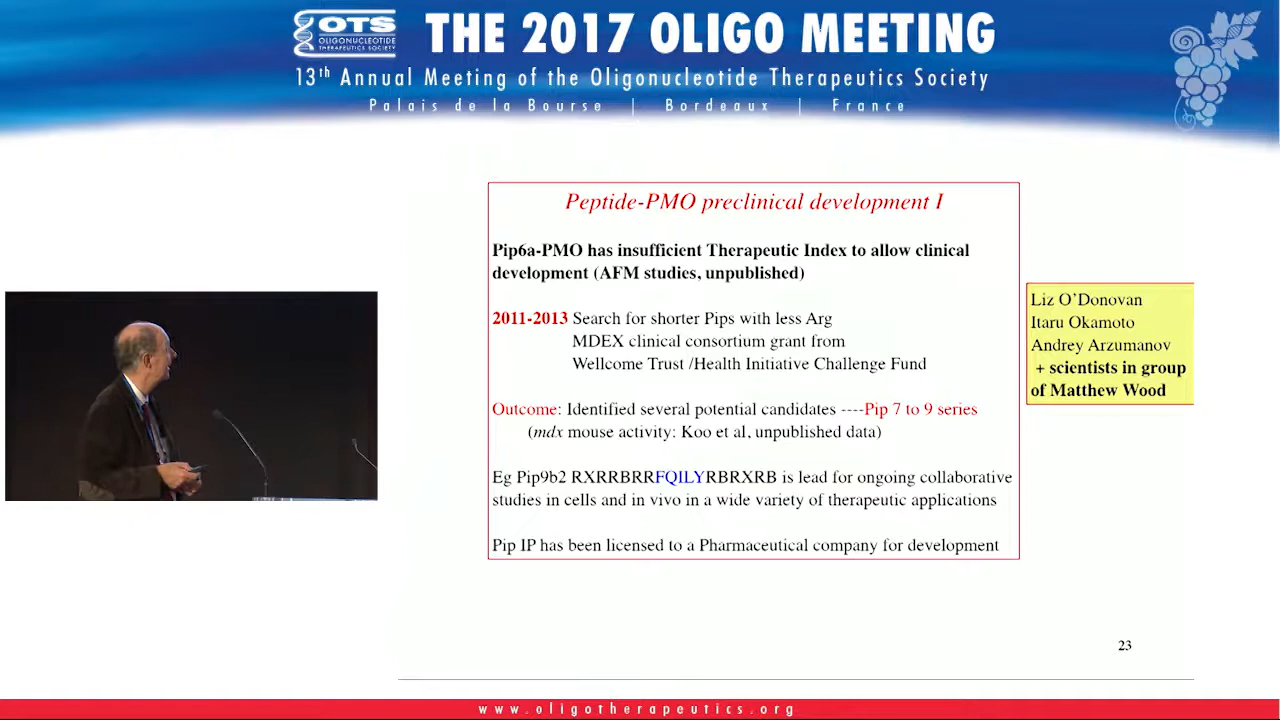 OTS
OLIGONUCLEOTIDE
THERAPEUTICS SOCIETY
THE 2017 OLIGO MEETING
13th Annual Meeting of the Oligonucleotide Therapeutics Society
Palais de la Bourse | Bordeaux | France
Peptide-PMO preclinical development I
Pip6a-PMO has insufficient Therapeutic Index to allow clinical
development (AFM studies, unpublished)
2011-2013 Search for shorter Pips with less Arg
MDEX clinical consortium grant from
Wellcome Trust /Health Initiative Challenge Fund
Outcome: Identified several potential candidates ----Pip 7 to 9 series
(mdx mouse activity: Koo et al, unpublished data)
Eg Pip9b2 RXRRBRRFQILYRBRXRB is lead for ongoing collaborative
studies in cells and in vivo in a wide variety of therapeutic applications
Pip IP has been licensed to a Pharmaceutical company for development
Liz O'Donovan
Itaru Okamoto
Andrey Arzumanov
+ scientists in group
of Matthew Wood
23
www.oligotherapeutics.org